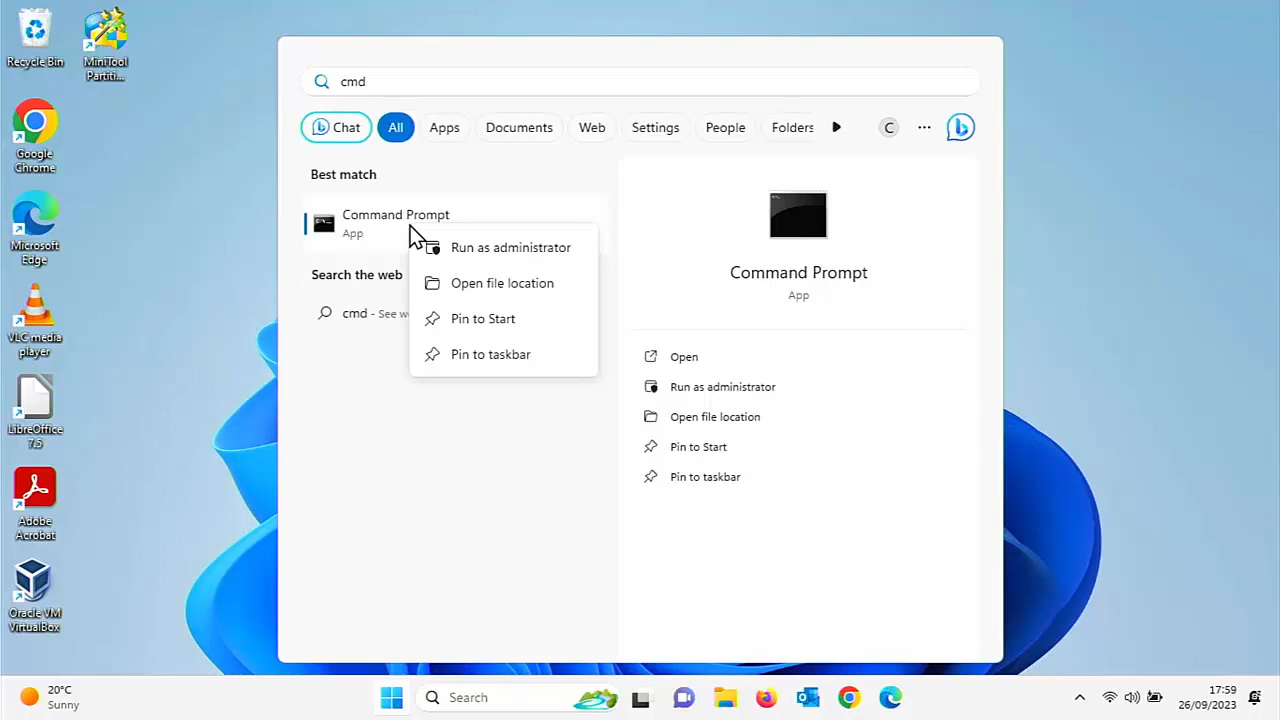 Recycle Bin
MiniTool
Partiti...
Google
Chrome
Microsoft
Edge
VLC media
player
LibreOffice
7.5
Adobe
Acrobat
Oracle VM
VirtualBox
cmd
Chat
All
Apps
Documents
Web
Settings
People
Folders
C
Best match
Command Prompt
App
Search the web
cmd - See w
Run as administrator
Open file location
Pin to Start
Pin to taskbar
Command Prompt
App
Open
Run as administrator
Open file location
Pin to Start
Pin to taskbar
20°C
Sunny
Search
17:59
26/09/2023